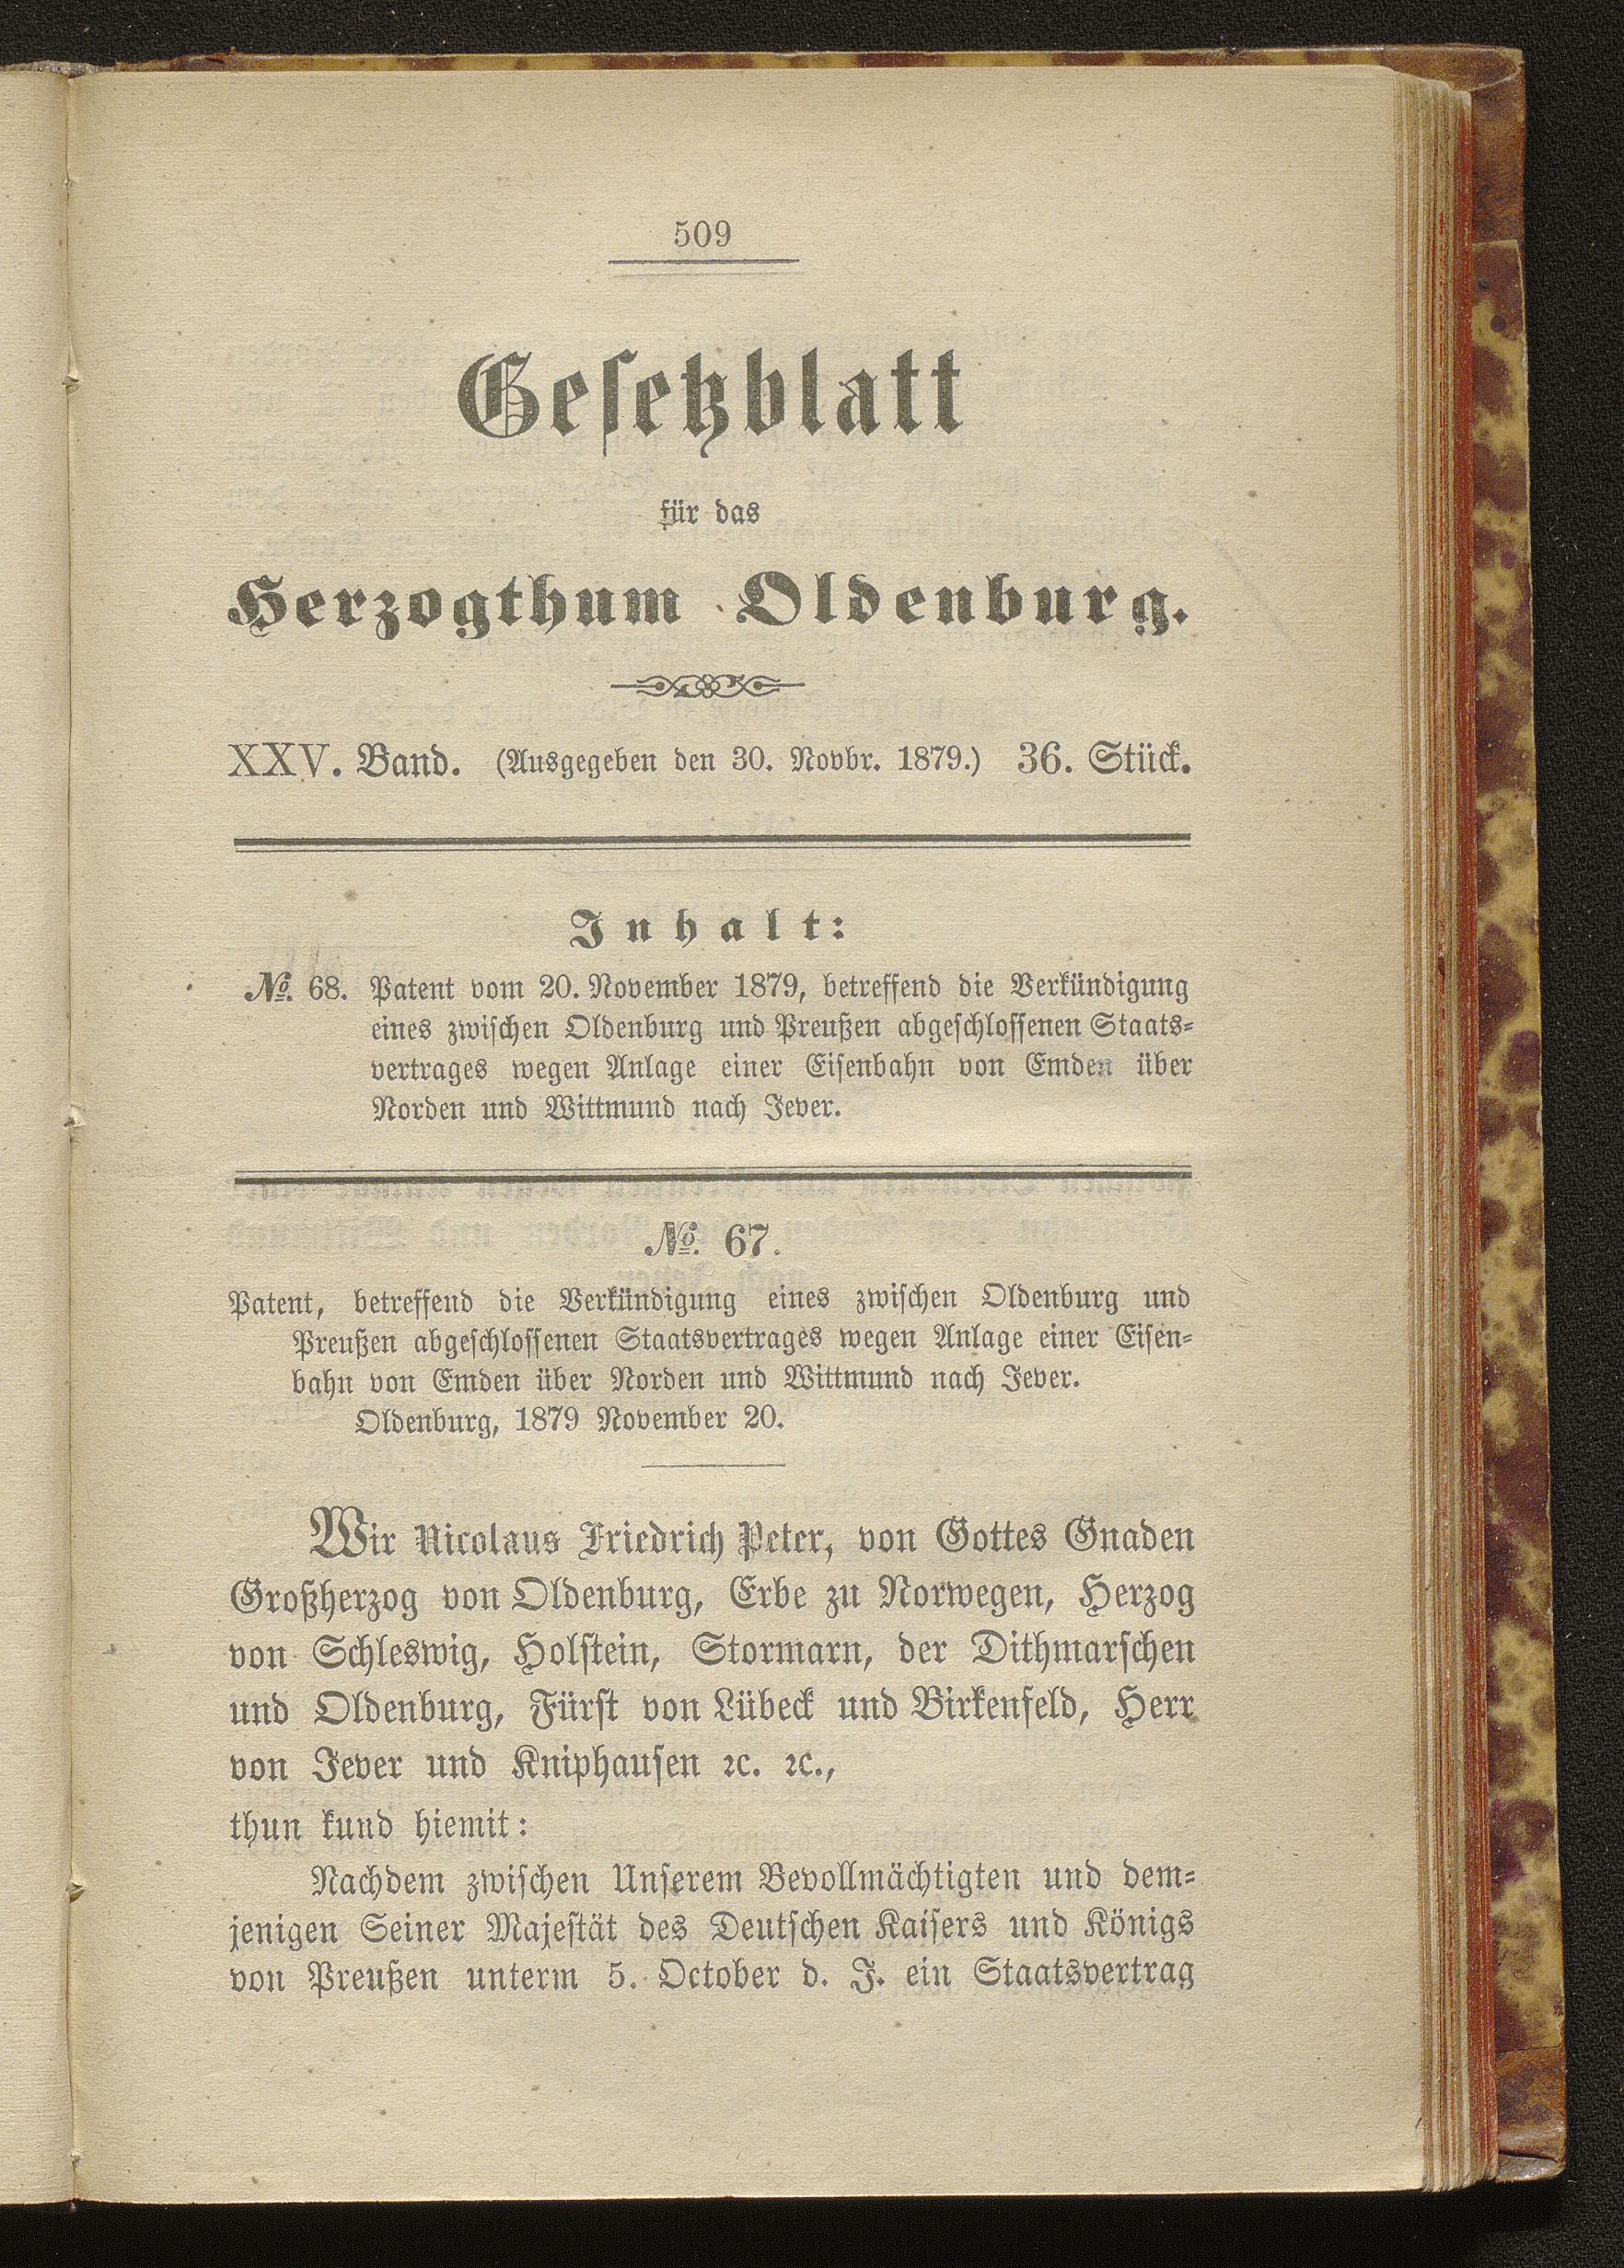 509
Gesetzblatt
für das
Herzogthum Oldenburg.
XXV. Band. (Ausgegeben den 30. Novbr. 1879.) 36. Stück.
Inhalt:
№. 68. Patent vom 20. November 1879, betreffend die Verkündigung
eines zwischen Oldenburg und Preußen abgeschlossenen Staats-
vertrages wegen Anlage einer Eisenbahn von Emden über
Norden und Wittmund nach Jever.
№. 67.
Patent, betreffend die Verkündigung eines zwischen Oldenburg und
Preußen abgeschlossenen Staatsvertrages wegen Anlage einer Eisen-
bahn von Emden über Norden und Wittmund nach Jever.
Oldenburg, 1879 November 20.
Wir Nicolaus Friedrich Peter, von Gottes Gnaden
Großherzog von Oldenburg, Erbe zu Norwegen, Herzog
von Schleswig, Holstein, Stormarn, der Dithmarschen
und Oldenburg, Fürst von Lübeck und Birkenfeld, Herr
von Jever und Kniphausen ꝛc. ꝛc.,
thun kund hiemit:
Nachdem zwischen Unserem Bevollmächtigten und dem-
jenigen Seiner Majestät des Deutschen Kaisers und Königs
von Preußen unterm 5. October d. J. ein Staatsvertrag